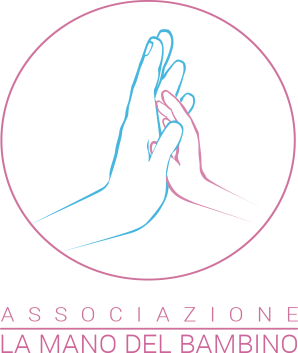 ASSOCIAZIONE
LA MANO DEL BAMBINO